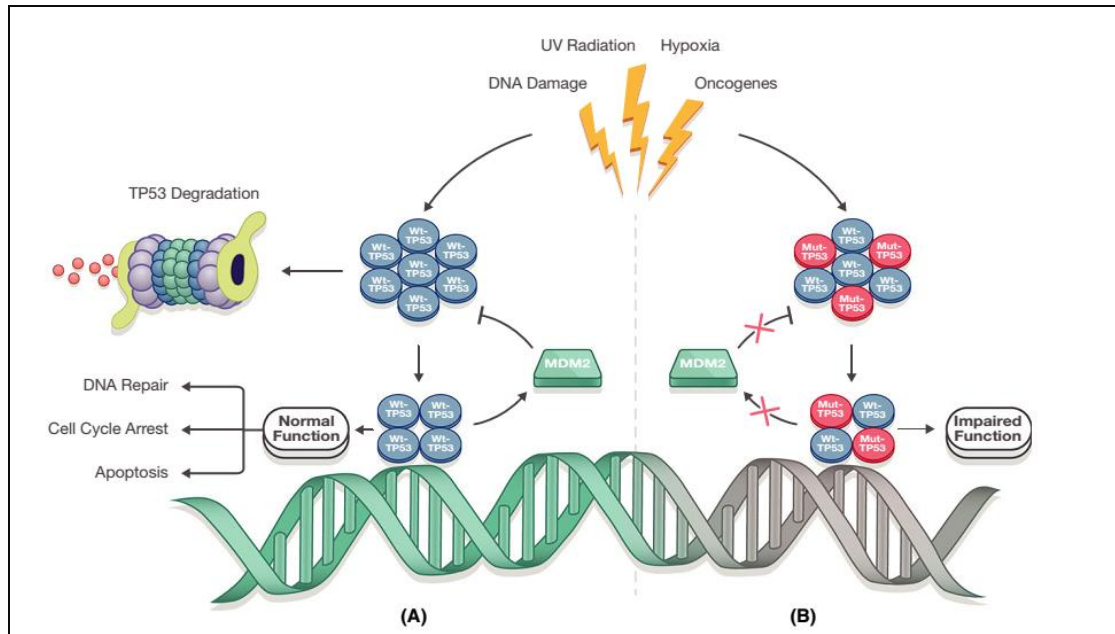 UV Radiation Hypoxia
DNA Damage Oncogenes
TP53 Degradation
Wt-
TP53
Wt-
TP53
Wt-
TP53
Wt-
TP53
Wt-
TP53
Wt-
TP53
Wt-
TP53
Wt-
TP53
Mut-
TP53
Mut-
TP53
Wt-
TP53
Wt-
TP53
Wt-
TP53
Mut-
TP53
MDM2
MDM2
DNA Repair
Cell Cycle Arrest
Apoptosis
Normal
Function
Wt-
TP53
Wt-
TP53
Wt-
TP53
Wt-
TP53
Mut-
TP53
Wt-
TP53
Wt-
TP53
Mut-
TP53
Impaired
Function
(A)
(B)